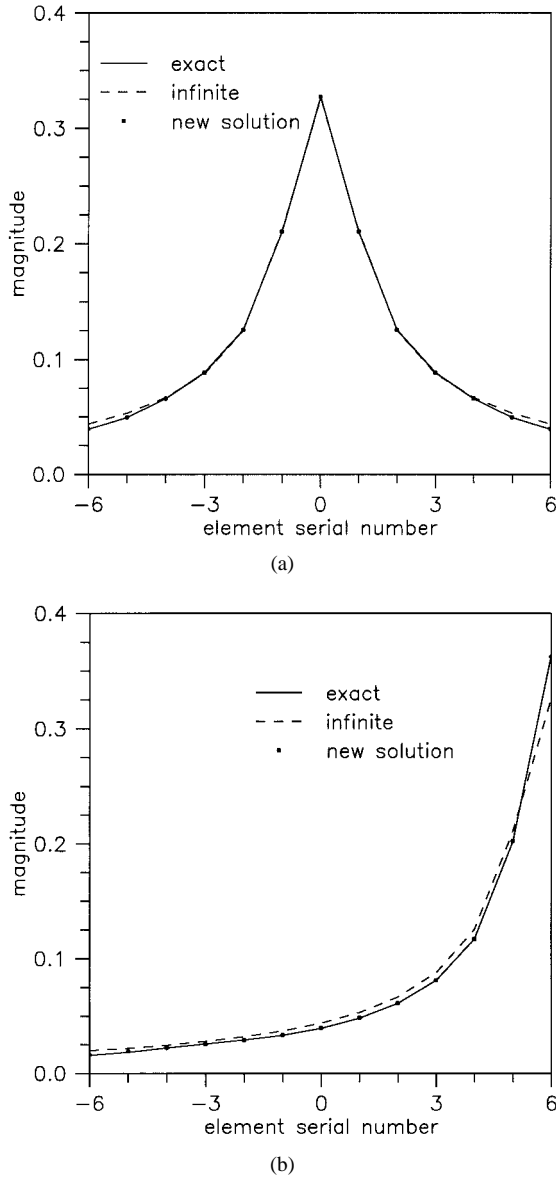 0.4
exact
infinite
new solution
0.3
magnitude
0.2
0.1
0.0
−6
−3
0
3
6
element serial number
(a)
0.4
exact
infinite
new solution
0.3
magnitude
0.2
0.1
0.0
−6
−3
0
3
6
element serial number
(b)